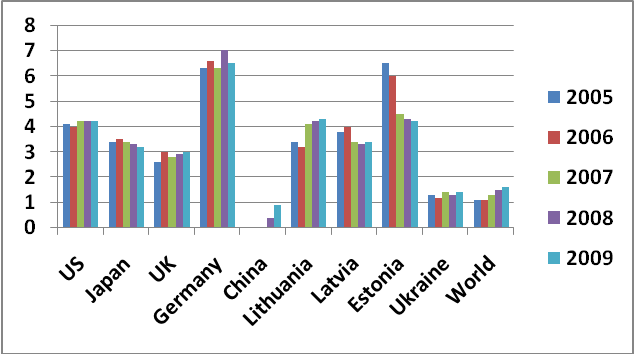 8
7
6
5
4
3
2
1
0
US
Japan
UK
Germany
China
Lithuania
Latvia
Estonia
Ukraine
World
2005
2006
2007
2008
2009